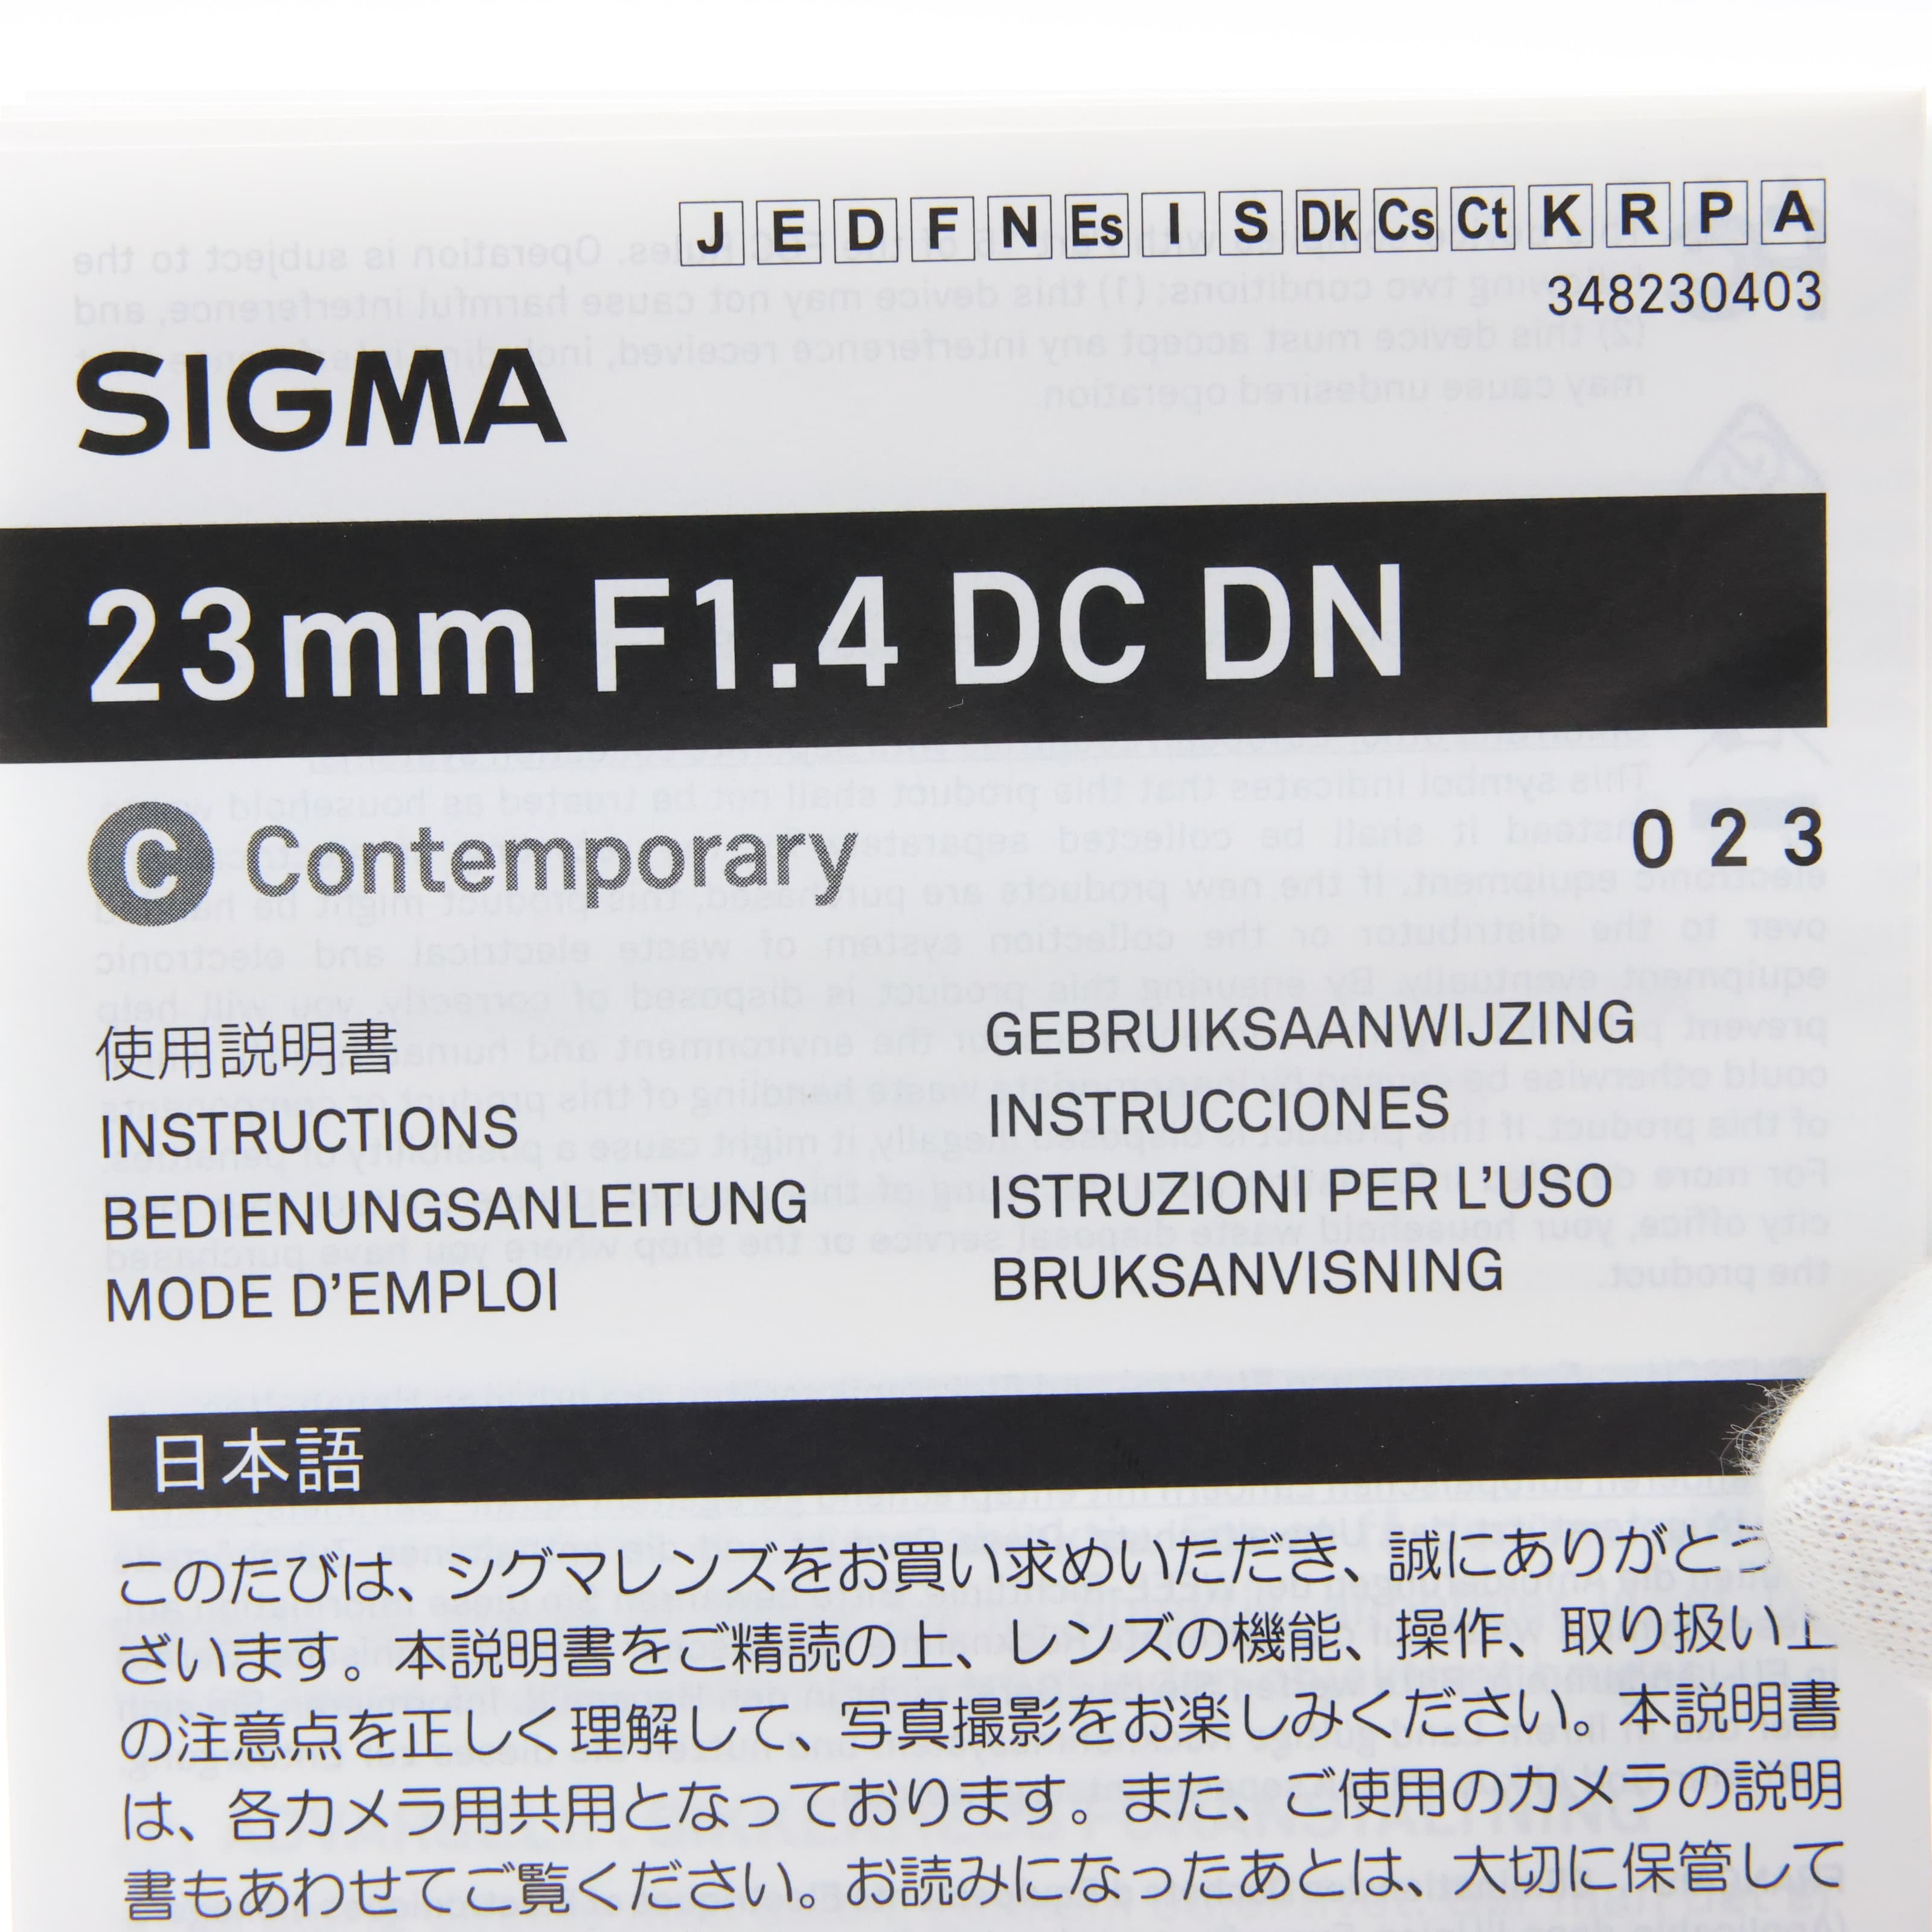 J E D F N Es I S Dk Cs Ct K R P A
348230403
SIGMA
23mm F1.4 DC DN
C Contemporary
023
使用説明書
INSTRUCTIONS
BEDIENUNGSANLEITUNG
MODE D’EMPLOI
GEBRUIKSAANWIJZING
INSTRUCCIONES
ISTRUZIONI PER L’USO
BRUKSANVISNING
日本語
このたびは、シグマレンズをお買い求めいただき、誠にありがとう
ざいます。本説明書をご精読の上、レンズの機能、操作、取り扱い上
の注意点を正しく理解して、写真撮影をお楽しみください。本説明書
は、各カメラ用共用となっております。また、ご使用のカメラの説明
書もあわせてご覧ください。お読みになったあとは、大切に保管して